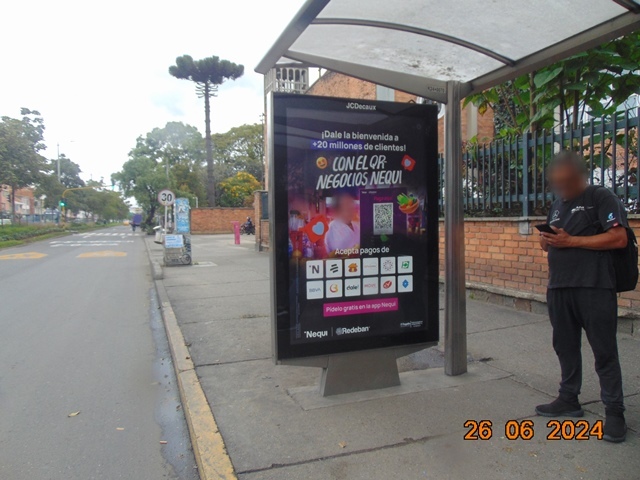 JCDecaux
¡Dale la bienvenida a
+20 millones de clientes!
CON EL QR
NEGOCIOS NEQUI
Acepta pagos de
N
BBVA
Pídelo gratis en la app Nequi
Nequi Redeban
30
26 06 2024